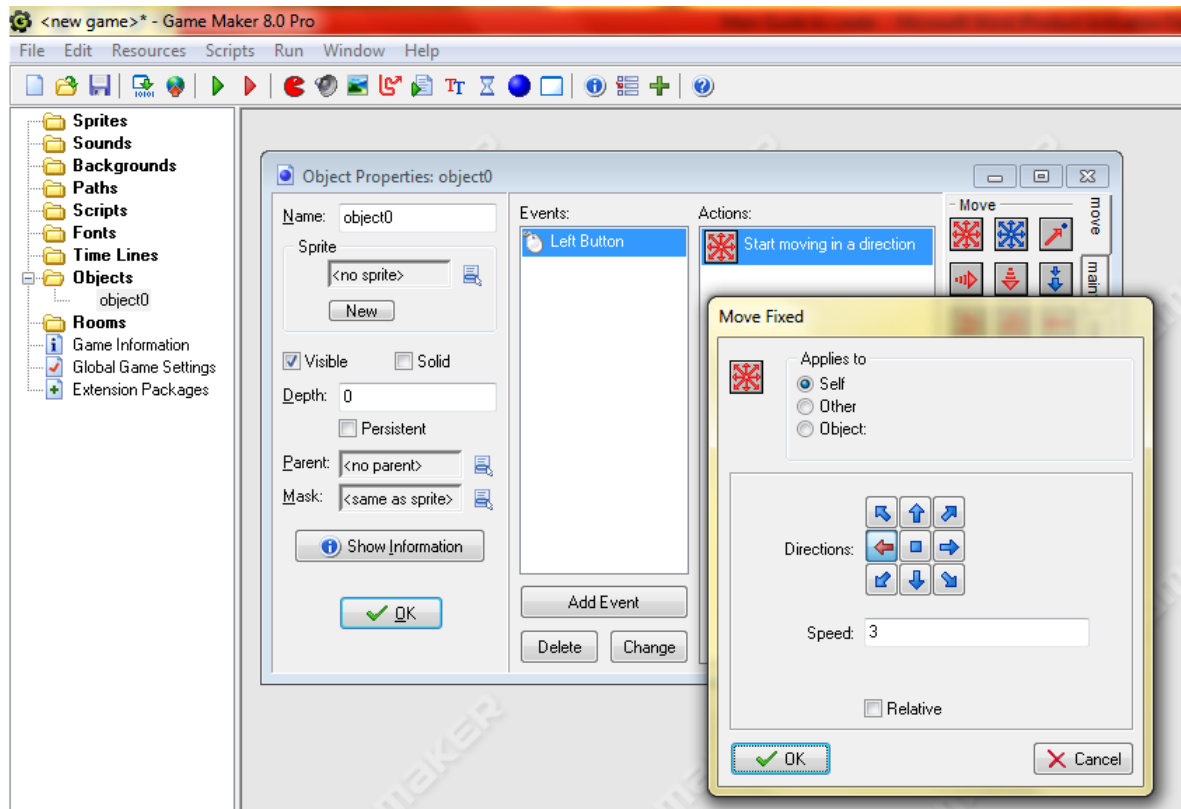 <new game>* - Game Maker 8.0 Pro
File Edit Resources Scripts Run Window Help
Sprites
Sounds
Backgrounds
Paths
Scripts
Fonts
Time Lines
Objects
object0
Rooms
Game Information
Global Game Settings
Extension Packages
Object Properties: object0
Name: object0
Sprite
<no sprite>
New
Visible Solid
Depth: 0
Persistent
Parent: <no parent>
Mask: <same as sprite>
Show Information
OK
Events:
Left Button
Add Event
Delete Change
Actions:
Start moving in a direction
Move
move
Move Fixed
Applies to
Self
Other
Object:
Directions:
Speed: 3
Relative
OK Cancel